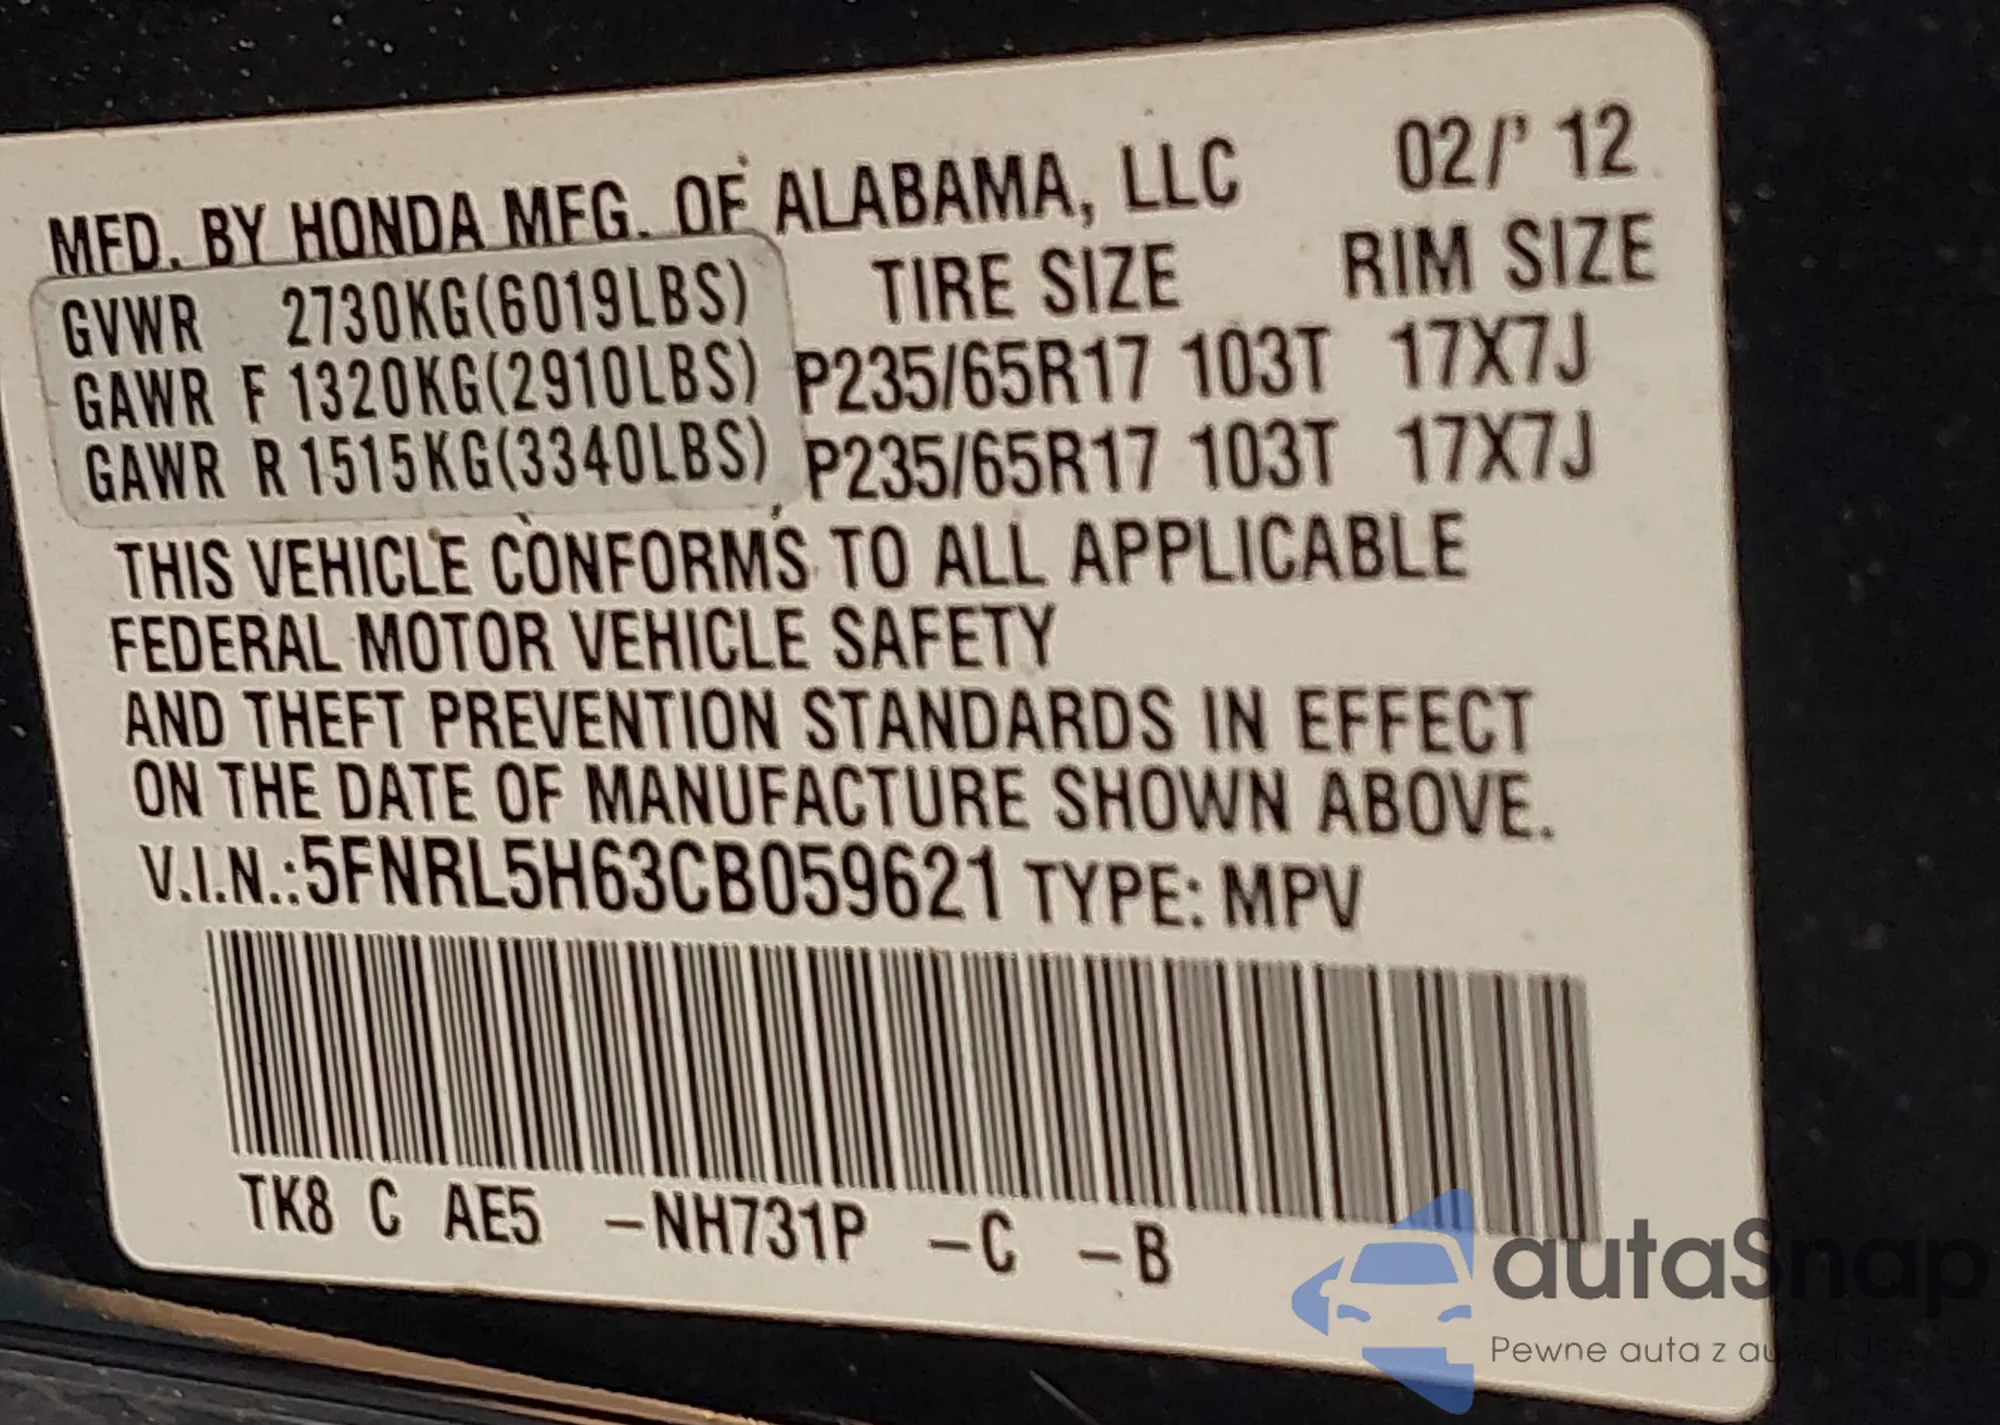 MFD. BY HONDA MFG. OF ALABAMA, LLC 02/' 12
GVWR 2730KG(6019LBS) TIRE SIZE RIM SIZE
GAWR F 1320KG(2910LBS) P235/65R17 103T 17X7J
GAWR R 1515KG(3340LBS) P235/65R17 103T 17X7J
THIS VEHICLE CONFORMS TO ALL APPLICABLE
FEDERAL MOTOR VEHICLE SAFETY
AND THEFT PREVENTION STANDARDS IN EFFECT
ON THE DATE OF MANUFACTURE SHOWN ABOVE.
V.I.N.:5FNRL5H63CB059621 TYPE: MPV
TK8 C AE5 -NH731P -C -B
autaSnap
Pewne auta z